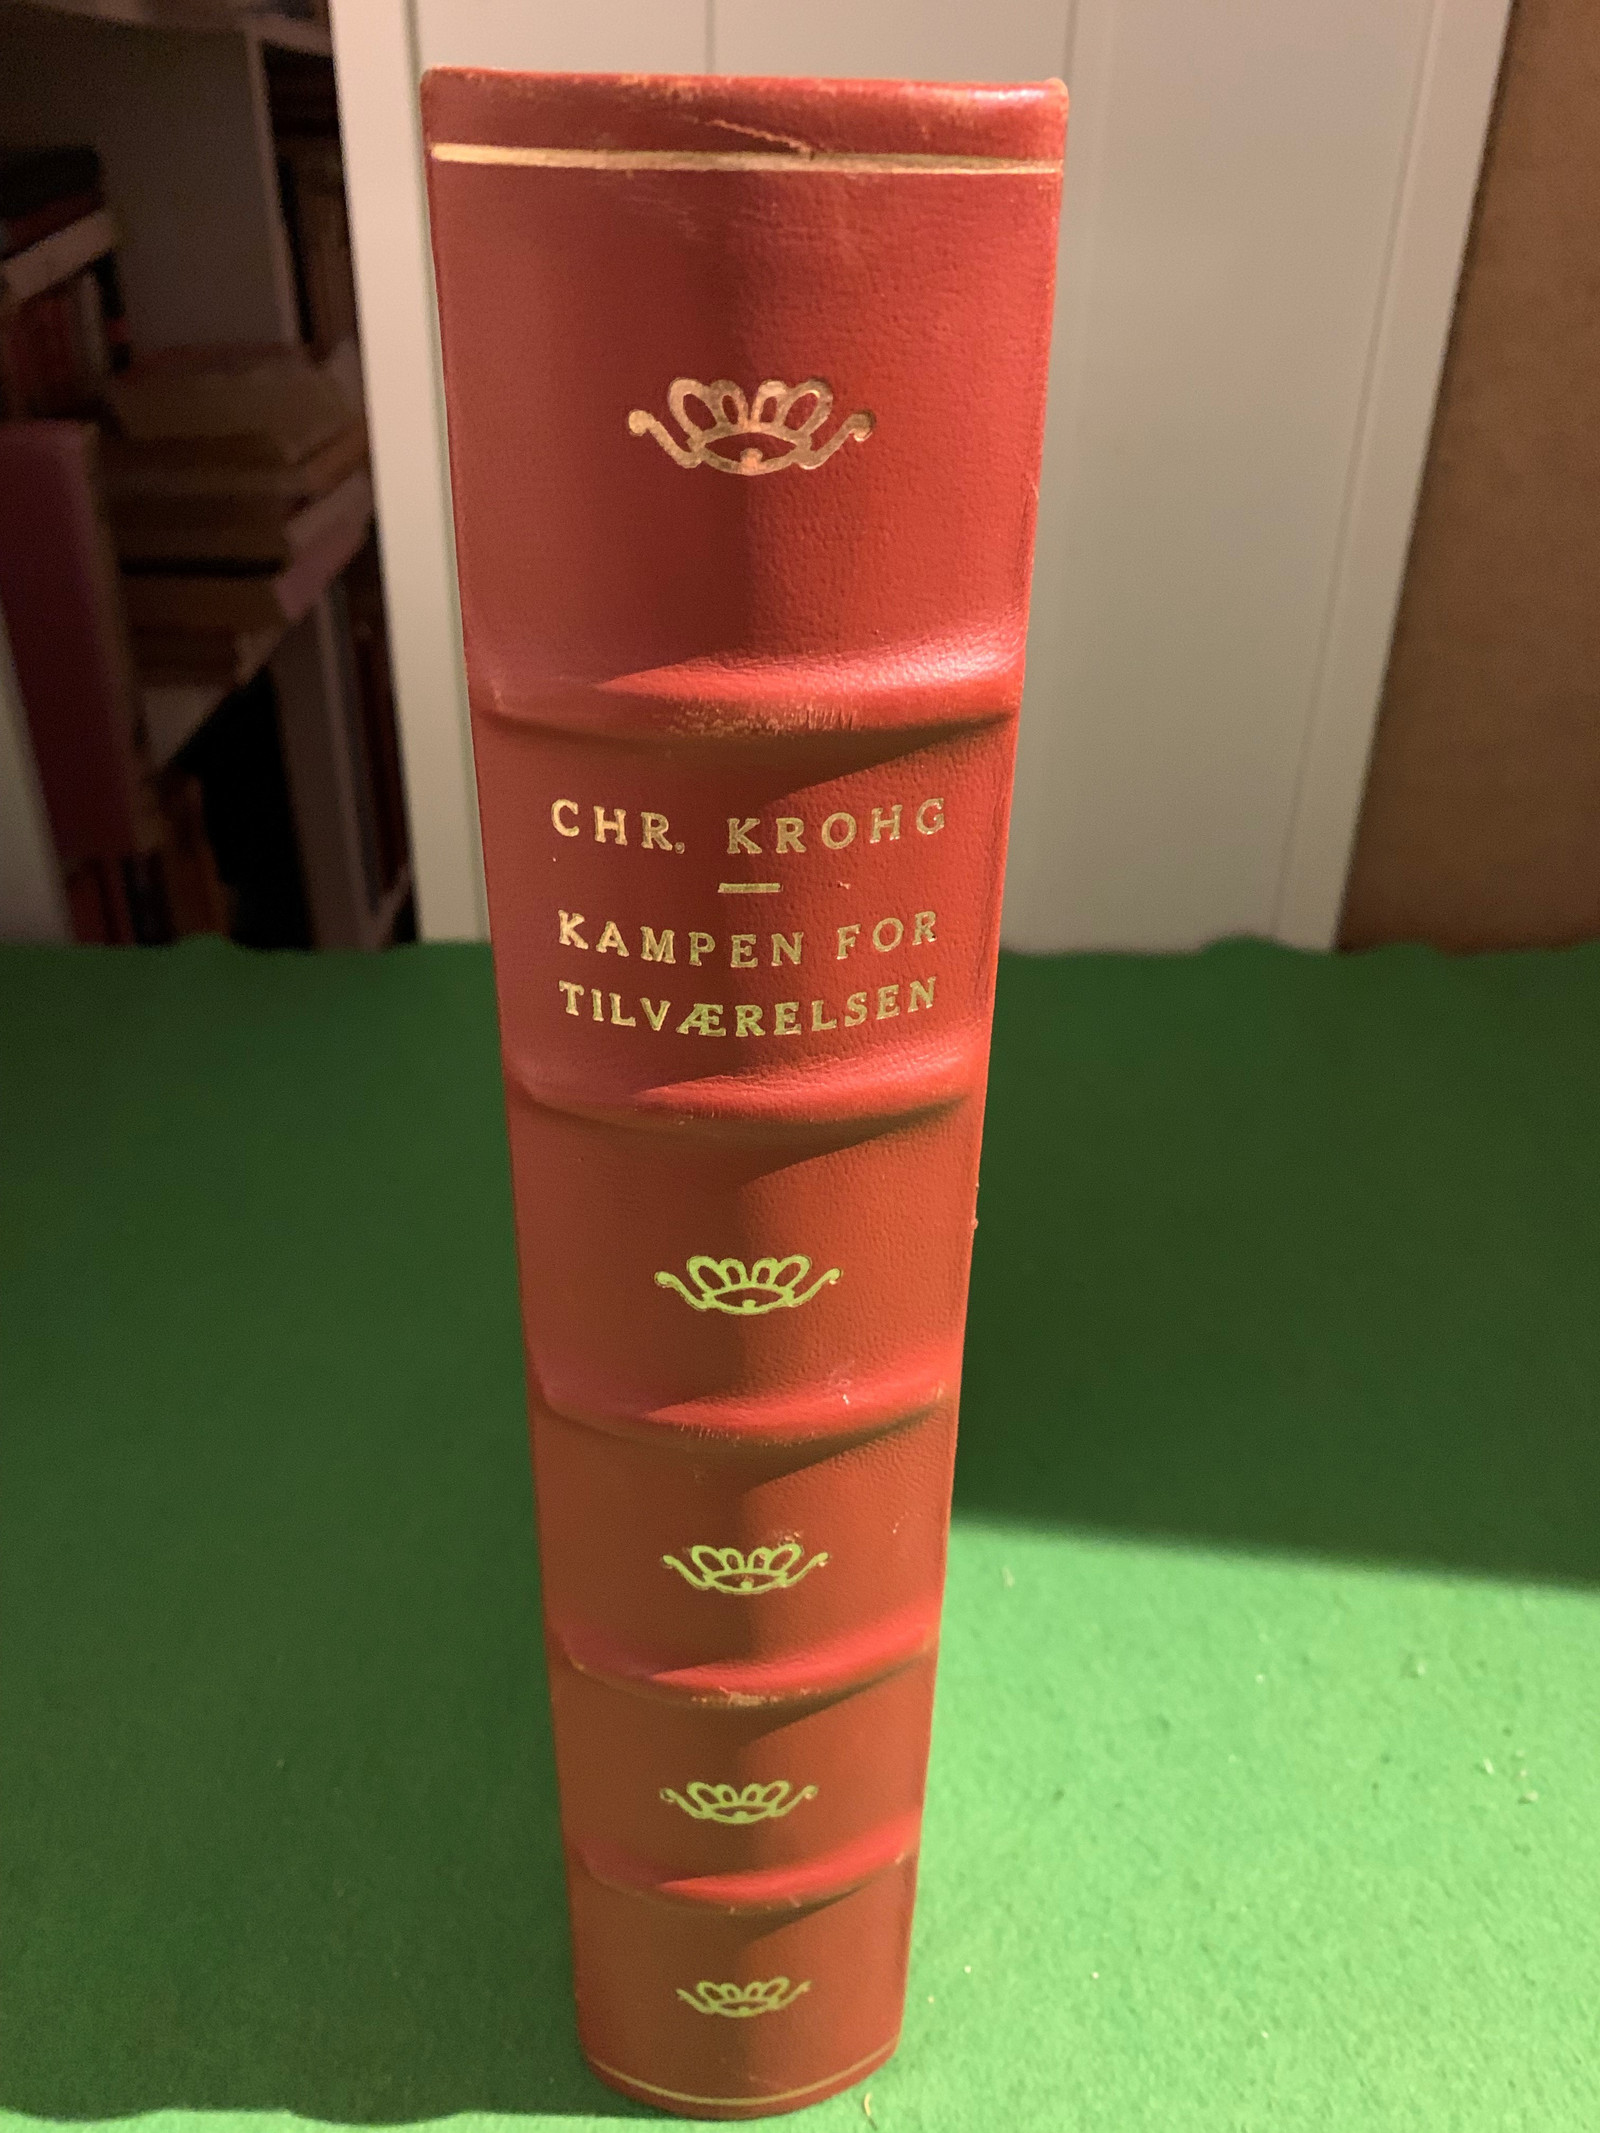 CHR. KROHG
KAMPEN FOR
TILVÆRELSEN